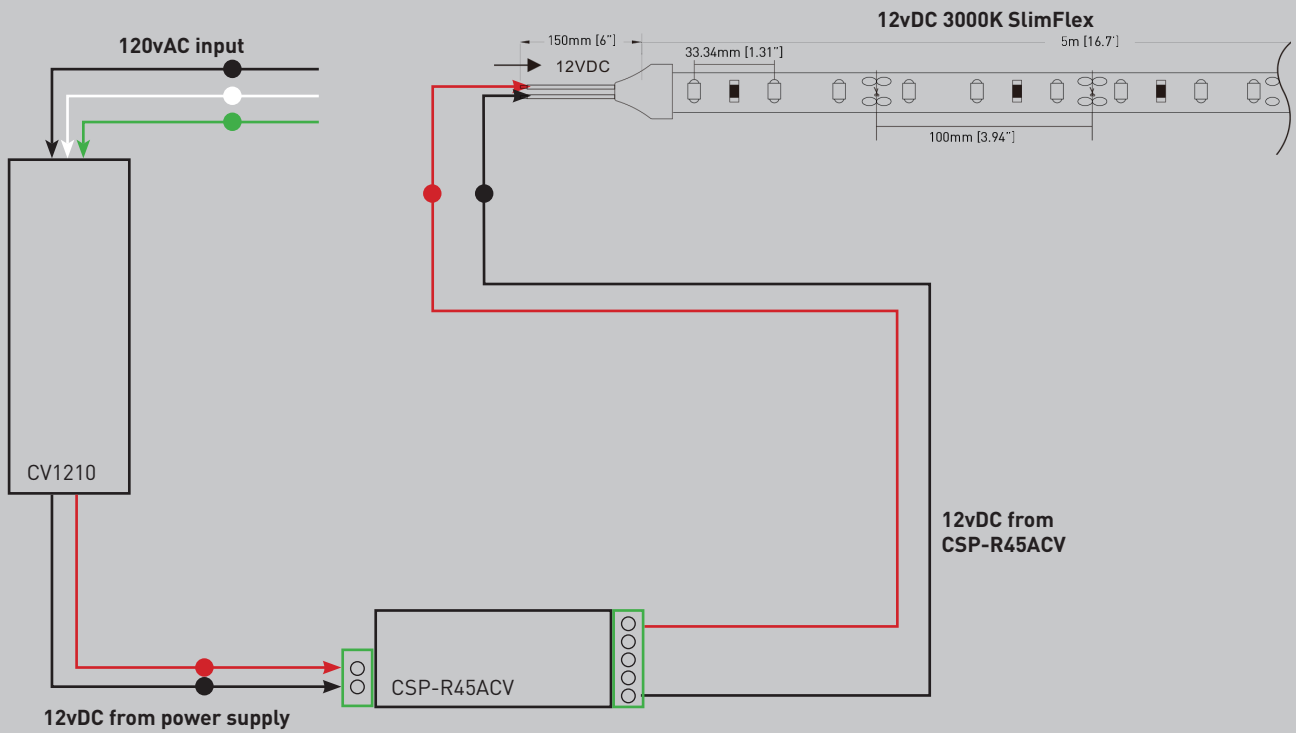 12vDC 3000K SlimFlex
120vAC input
150mm [6"]
5m [16.7']
33.34mm [1.31"]
12VDC
100mm [3.94"]
CV1210
12vDC from
CSP-R45ACV
CSP-R45ACV
12vDC from power supply